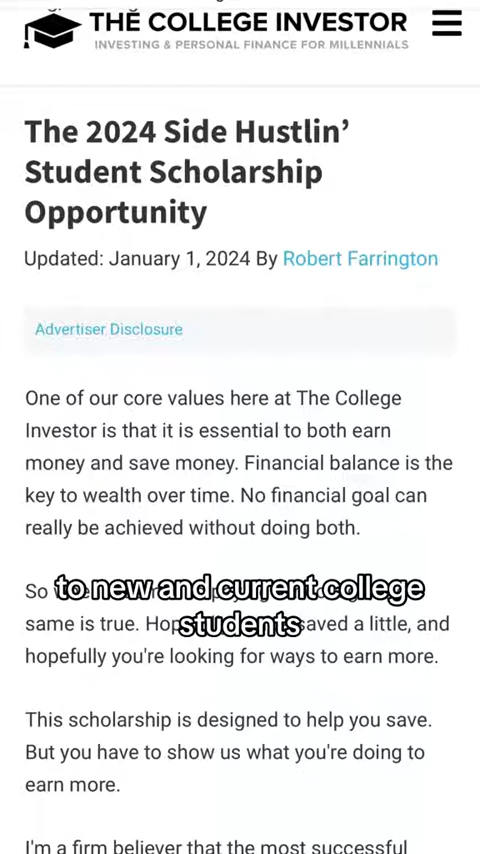 THE COLLEGE INVESTOR
INVESTING & PERSONAL FINANCE FOR MILLENNIALS
The 2024 Side Hustlin’
Student Scholarship
Opportunity
Updated: January 1, 2024 By Robert Farrington
Advertiser Disclosure
One of our core values here at The College
Investor is that it is essential to both earn
money and save money. Financial balance is the
key to wealth over time. No financial goal can
really be achieved without doing both.
So
to new and current college
same is true.
students
saved a little, and
hopefully you're looking for ways to earn more.
This scholarship is designed to help you save.
But you have to show us what you're doing to
earn more.
I'm a firm believer that the most successful